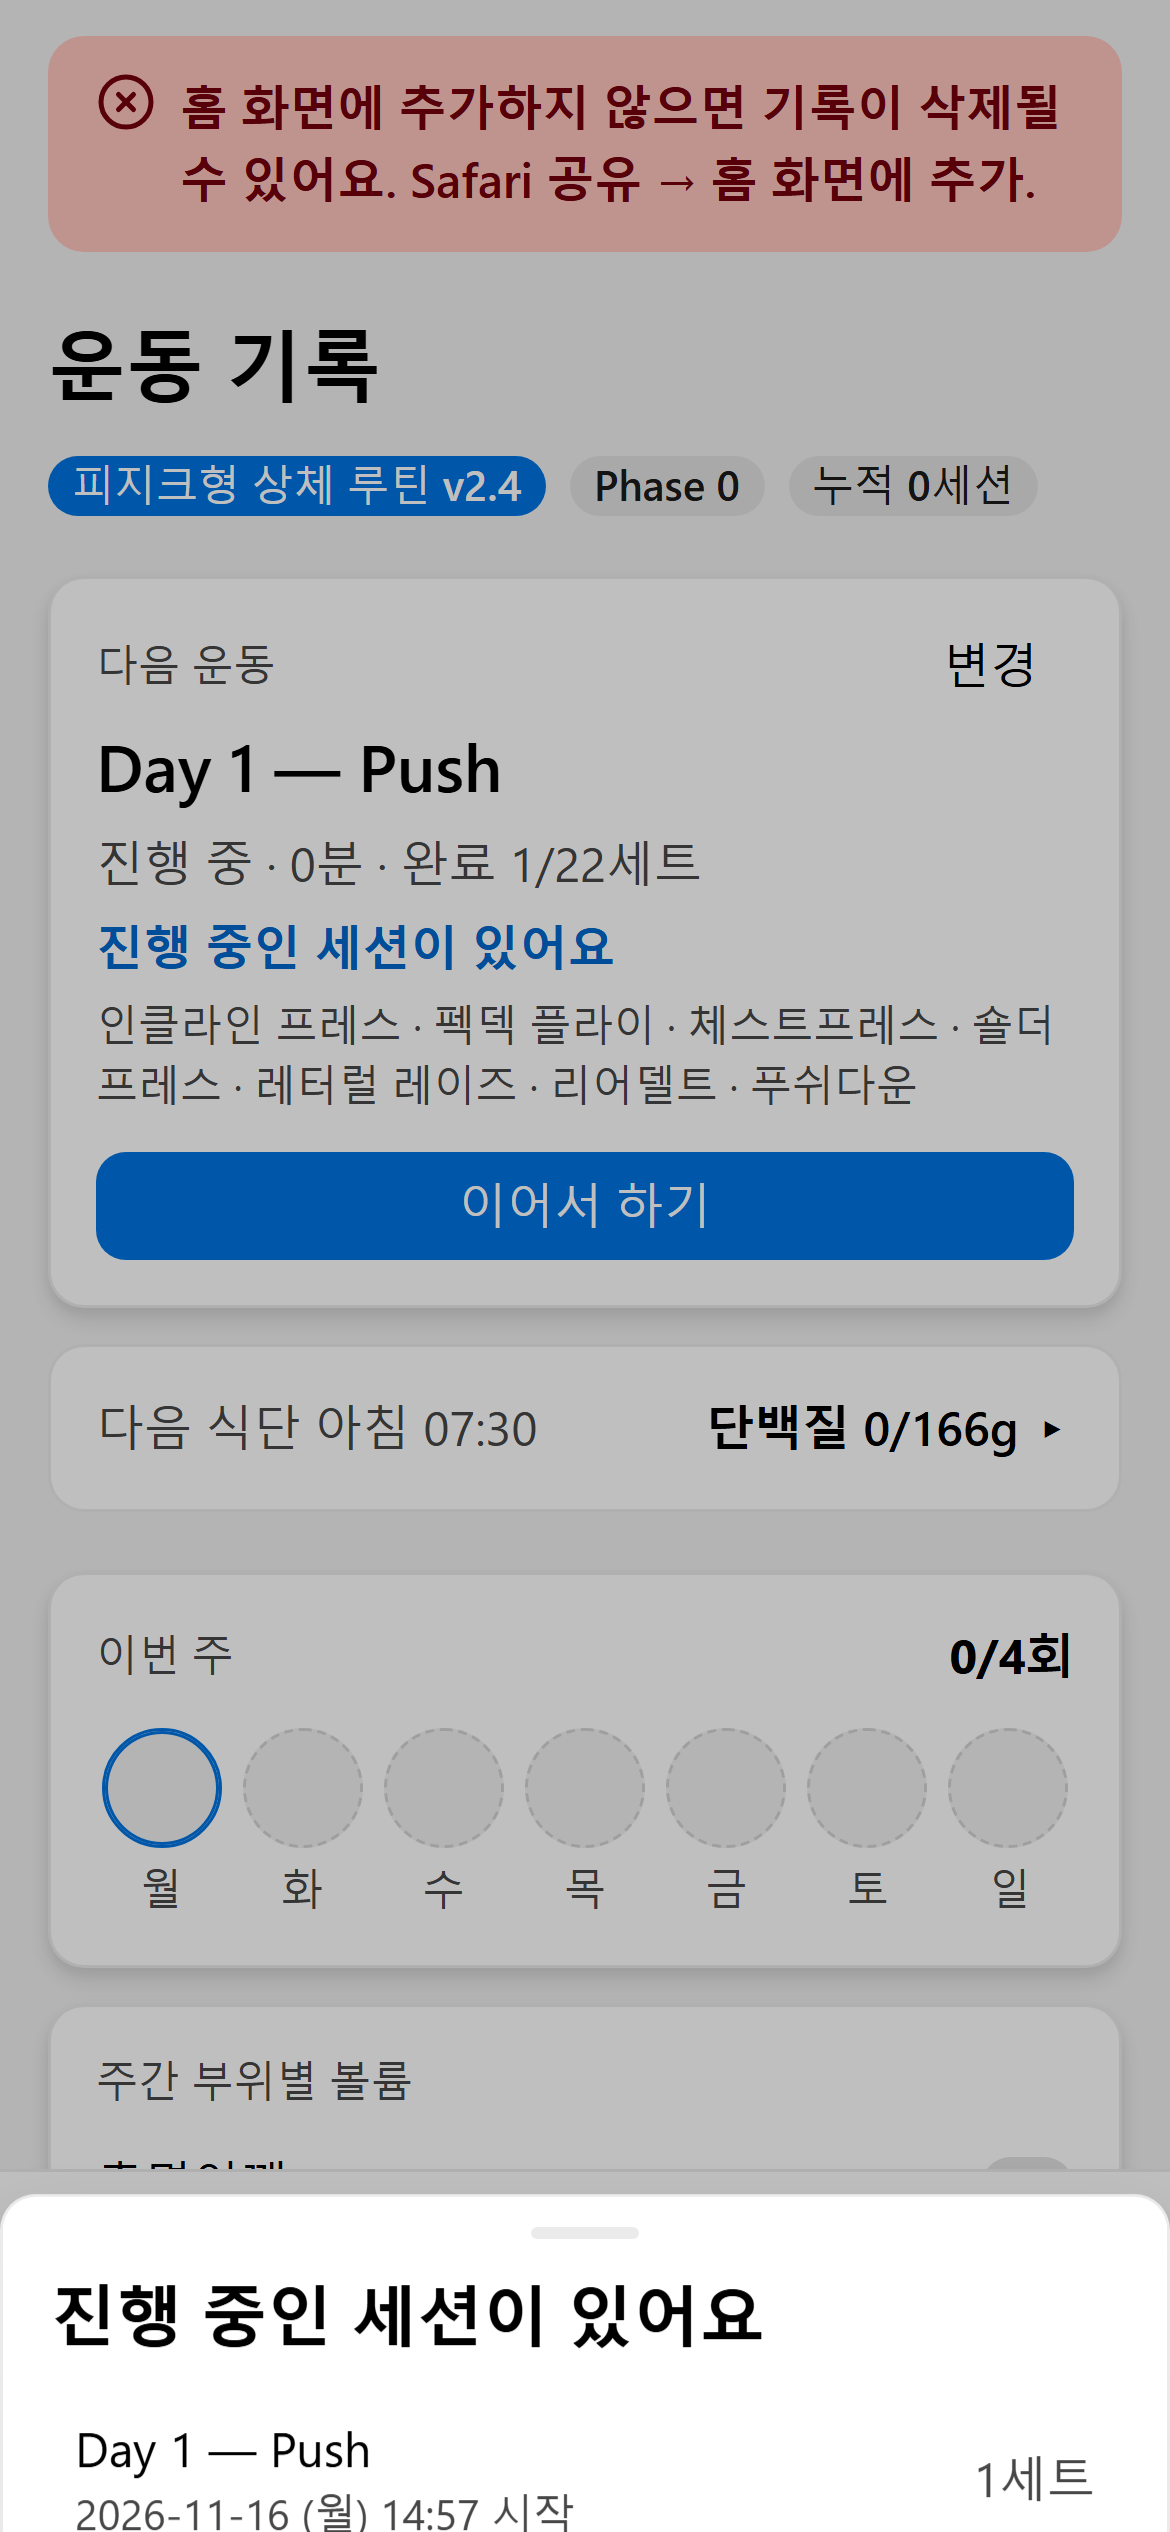 홈 화면에 추가하지 않으면 기록이 삭제될
수 있어요. Safari 공유 → 홈 화면에 추가.
운동 기록
피지크형 상체 루틴 v2.4
Phase 0
누적 0세션
다음 운동
변경
Day 1 — Push
진행 중 · 0분 · 완료 1/22세트
진행 중인 세션이 있어요
인클라인 프레스 · 펙덱 플라이 · 체스트프레스 · 숄더
프레스 · 레터럴 레이즈 · 리어델트 · 푸쉬다운
이어서 하기
다음 식단 아침 07:30
단백질 0/166g ▸
이번 주
0/4회
월 화 수 목 금 토 일
주간 부위별 볼륨
진행 중인 세션이 있어요
Day 1 — Push
1세트
2026-11-16 (월) 14:57 시작